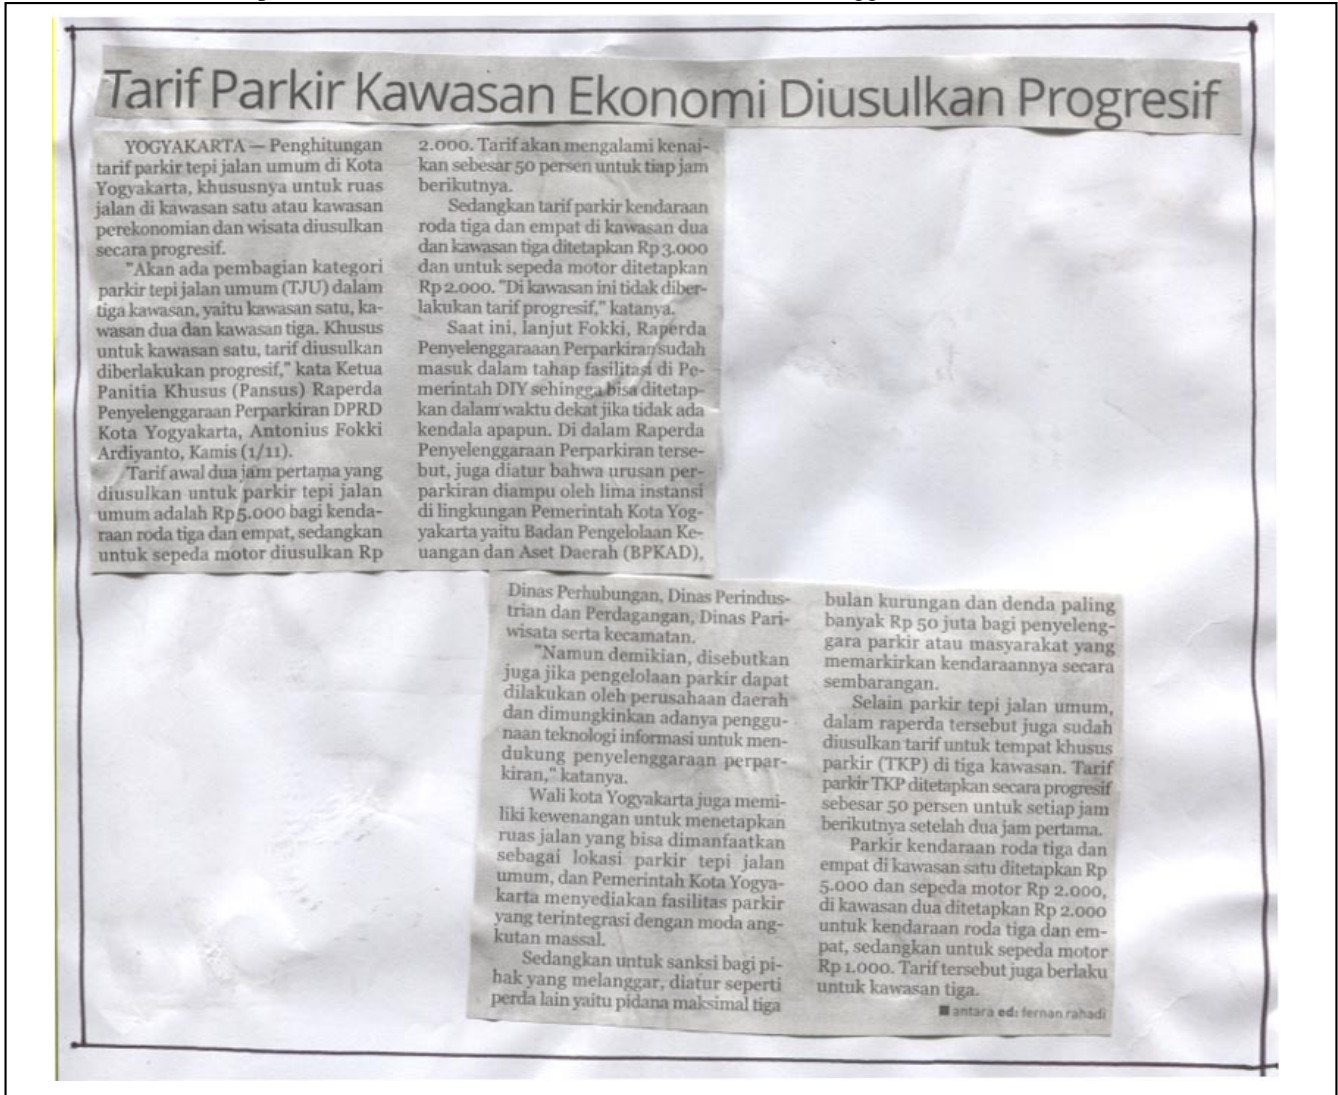 Tarif Parkir Kawasan Ekonomi Diusulkan Progresif
YOGYAKARTA — Penghitungan
tarif parkir tepi jalan umum di Kota
Yogyakarta, khususnya untuk ruas
jalan di kawasan satu atau kawasan
perekonomian dan wisata diusulkan
secara progresif.
"Akan ada pembagian kategori
parkir tepi jalan umum (TJU) dalam
tiga kawasan, yaitu kawasan satu, ka-
wasan dua dan kawasan tiga. Khusus
untuk kawasan satu, tarif diusulkan
diberlakukan progresif," kata Ketua
Panitia Khusus (Pansus) Raperda
Penyelenggaraan Perparkiran DPRD
Kota Yogyakarta, Antonius Fokki
Ardiyanto, Kamis (1/11).
Tarif awal dua jam pertama yang
diusulkan untuk parkir tepi jalan
umum adalah Rp5.000 bagi kenda-
raan roda tiga dan empat, sedangkan
untuk sepeda motor diusulkan Rp
2.000. Tarif akan mengalami kenai-
kan sebesar 50 persen untuk tiap jam
berikutnya.
Sedangkan tarif parkir kendaraan
roda tiga dan empat di kawasan dua
dan kawasan tiga ditetapkan Rp3.000
dan untuk sepeda motor ditetapkan
Rp2.000. "Di kawasan ini tidak diber-
lakukan tarif progresif," katanya.
Saat ini, lanjut Fokki, Raperda
Penyelenggaraaan Perparkiran sudah
masuk dalam tahap fasilitasi di Pe-
merintah DIY sehingga bisa ditetap-
kan dalam waktu dekat jika tidak ada
kendala apapun. Di dalam Raperda
Penyelenggaraan Perparkiran terse-
but, juga diatur bahwa urusan per-
parkiran diampu oleh lima instansi
di lingkungan Pemerintah Kota Yog-
yakarta yaitu Badan Pengelolaan Ke-
uangan dan Aset Daerah (BPKAD),
Dinas Perhubungan, Dinas Perindus-
trian dan Perdagangan, Dinas Pari-
wisata serta kecamatan.
"Namun demikian, disebutkan
juga jika pengelolaan parkir dapat
dilakukan oleh perusahaan daerah
dan dimungkinkan adanya penggu-
naan teknologi informasi untuk men-
dukung penyelenggaraan perpar-
kiran," katanya.
Wali kota Yogyakarta juga memi-
liki kewenangan untuk menetapkan
ruas jalan yang bisa dimanfaatkan
sebagai lokasi parkir tepi jalan
umum, dan Pemerintah Kota Yogya-
karta menyediakan fasilitas parkir
yang terintegrasi dengan moda ang-
kutan massal.
Sedangkan untuk sanksi bagi pi-
hak yang melanggar, diatur seperti
perda lain yaitu pidana maksimal tiga
bulan kurungan dan denda paling
banyak Rp 50 juta bagi penyeleng-
gara parkir atau masyarakat yang
memarkirkan kendaraannya secara
sembarangan.
Selain parkir tepi jalan umum,
dalam raperda tersebut juga sudah
diusulkan tarif untuk tempat khusus
parkir (TKP) di tiga kawasan. Tarif
parkir TKP ditetapkan secara progresif
sebesar 50 persen untuk setiap jam
berikutnya setelah dua jam pertama.
Parkir kendaraan roda tiga dan
empat di kawasan satu ditetapkan Rp
5.000 dan sepeda motor Rp 2.000,
di kawasan dua ditetapkan Rp 2.000
untuk kendaraan roda tiga dan em-
pat, sedangkan untuk sepeda motor
Rp1.000. Tarif tersebut juga berlaku
untuk kawasan tiga.
■ antara ed: fernan rahadi